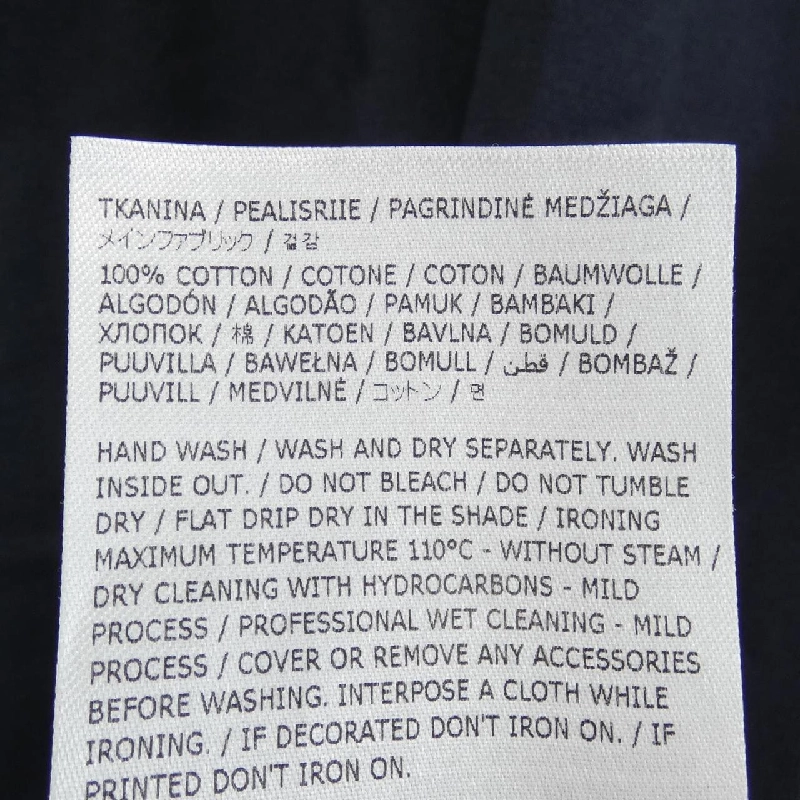 TKANINA / PEALISRIIE / PAGRINDINĖ MEDŽIAGA /
メインファブリック / 겉감
100% COTTON / COTONE / COTON / BAUMWOLLE /
ALGODÓN / ALGODÃO / PAMUK / BAMBAKI /
ХЛОПОК / 棉 / KATOEN / BAVLNA / BOMULD /
PUUVILLA / BAWEŁNA / BOMULL / قطن / BOMBAŽ /
PUUVILL / MEDVILNĖ / コットン / 면
HAND WASH / WASH AND DRY SEPARATELY. WASH
INSIDE OUT. / DO NOT BLEACH / DO NOT TUMBLE
DRY / FLAT DRIP DRY IN THE SHADE / IRONING
MAXIMUM TEMPERATURE 110°C - WITHOUT STEAM /
DRY CLEANING WITH HYDROCARBONS - MILD
PROCESS / PROFESSIONAL WET CLEANING - MILD
PROCESS / COVER OR REMOVE ANY ACCESSORIES
BEFORE WASHING. INTERPOSE A CLOTH WHILE
IRONING. / IF DECORATED DON'T IRON ON. / IF
PRINTED DON'T IRON ON.